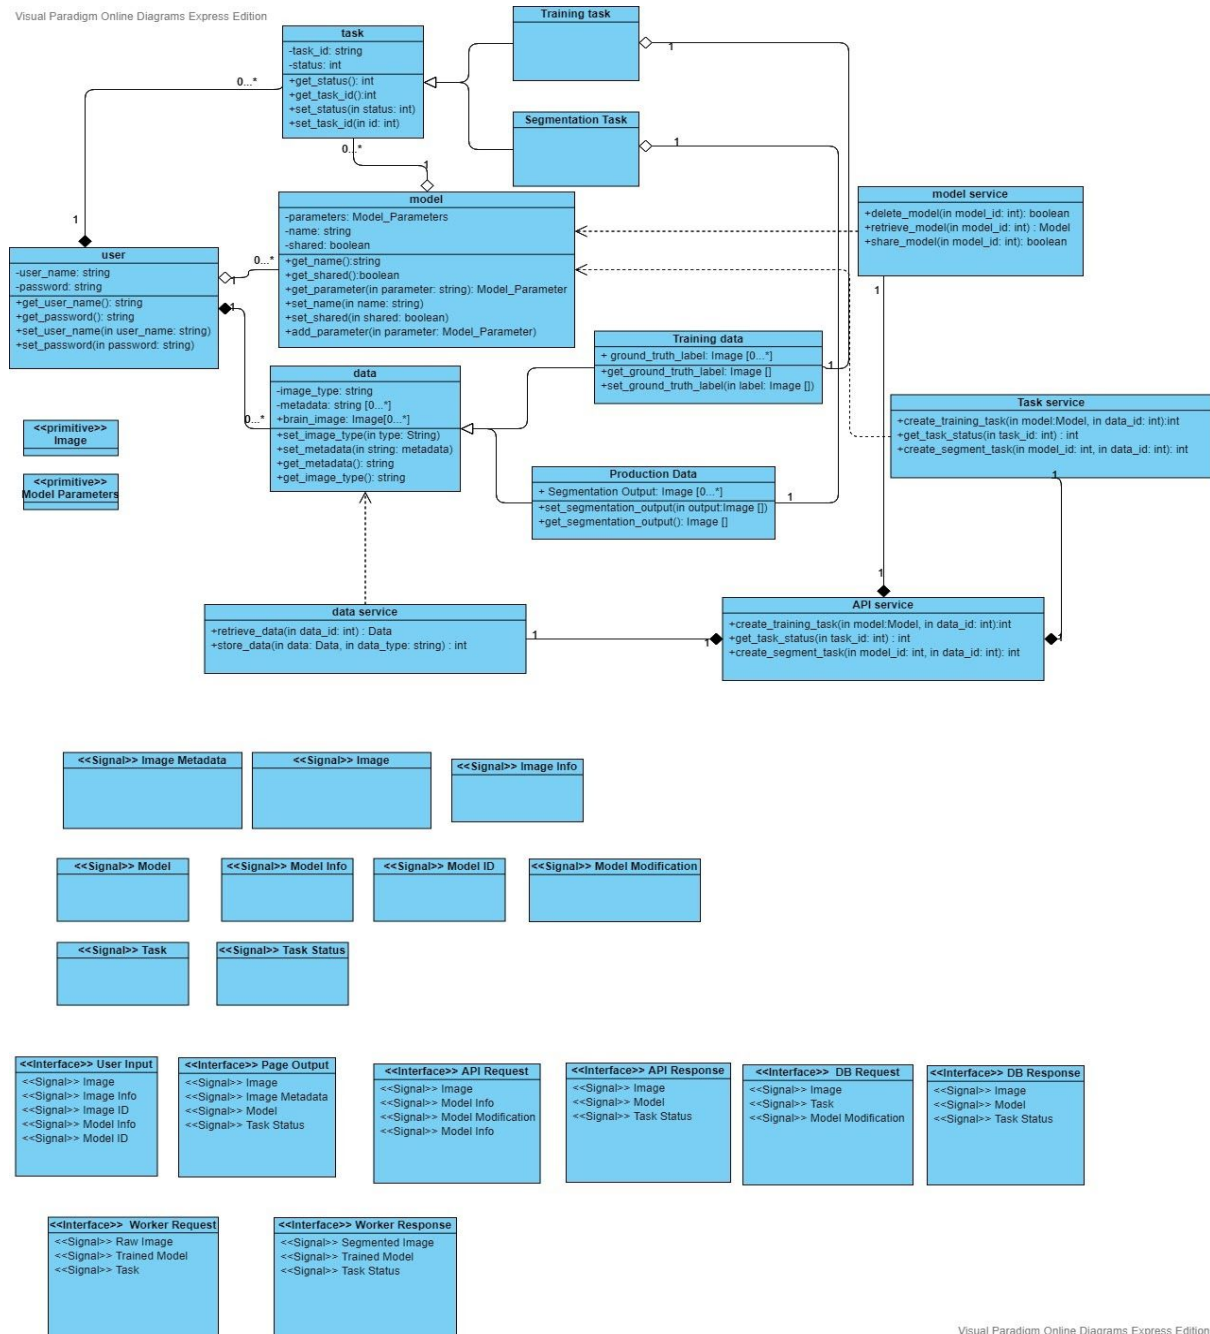 Visual Paradigm Online Diagrams Express Edition
task
-task_id: string
-status: int
+get_status(): int
+get_task_id():int
+set_status(in status: int)
+set_task_id(in id: int)
Training task
1
1
Segmentation Task
1
0...*
0...*
1
1
model
-parameters: Model_Parameters
-name: string
-shared: boolean
+get_name():string
+get_shared():boolean
+get_parameter(in parameter: string): Model_Parameter
+set_name(in name: string)
+set_shared(in shared: boolean)
+add_parameter(in parameter: Model_Parameter)
model service
+delete_model(in model_id: int): boolean
+retrieve_model(in model_id: int) : Model
+share_model(in model_id: int): boolean
user
-user_name: string
-password: string
+get_user_name(): string
+get_password(): string
+set_user_name(in user_name: string)
+set_password(in password: string)
0...*
1
1
1
Training data
+ ground_truth_label: Image [0...*]
+get_ground_truth_label: Image []
+set_ground_truth_label(in label: Image [])
1
data
-image_type: string
-metadata: string [0...*]
+brain_image: Image[0...*]
+set_image_type(in type: String)
+set_metadata(in string: metadata)
+get_metadata(): string
+get_image_type(): string
0...*
Task service
+create_training_task(in model:Model, in data_id: int):int
+get_task_status(in task_id: int) : int
+create_segment_task(in model_id: int, in data_id: int): int
1
<<primitive>>
Image
<<primitive>>
Model Parameters
Production Data
+ Segmentation Output: Image [0...*]
+set_segmentation_output(in output:Image [])
+get_segmentation_output(): Image []
1
1
data service
+retrieve_data(in data_id: int) : Data
+store_data(in data: Data, in data_type: string) : int
1
1
API service
+create_training_task(in model:Model, in data_id: int):int
+get_task_status(in task_id: int) : int
+create_segment_task(in model_id: int, in data_id: int): int
1
<<Signal>> Image Metadata
<<Signal>> Image
<<Signal>> Image Info
<<Signal>> Model
<<Signal>> Model Info
<<Signal>> Model ID
<<Signal>> Model Modification
<<Signal>> Task
<<Signal>> Task Status
<<Interface>> User Input
<<Signal>> Image
<<Signal>> Image Info
<<Signal>> Image ID
<<Signal>> Model Info
<<Signal>> Model ID
<<Interface>> Page Output
<<Signal>> Image
<<Signal>> Image Metadata
<<Signal>> Model
<<Signal>> Task Status
<<Interface>> API Request
<<Signal>> Image
<<Signal>> Model Info
<<Signal>> Model Modification
<<Signal>> Model Info
<<Interface>> API Response
<<Signal>> Image
<<Signal>> Model
<<Signal>> Task Status
<<Interface>> DB Request
<<Signal>> Image
<<Signal>> Task
<<Signal>> Model Modification
<<Interface>> DB Response
<<Signal>> Image
<<Signal>> Model
<<Signal>> Task Status
<<Interface>> Worker Request
<<Signal>> Raw Image
<<Signal>> Trained Model
<<Signal>> Task
<<Interface>> Worker Response
<<Signal>> Segmented Image
<<Signal>> Trained Model
<<Signal>> Task Status
Visual Paradigm Online Diagrams Express Edition